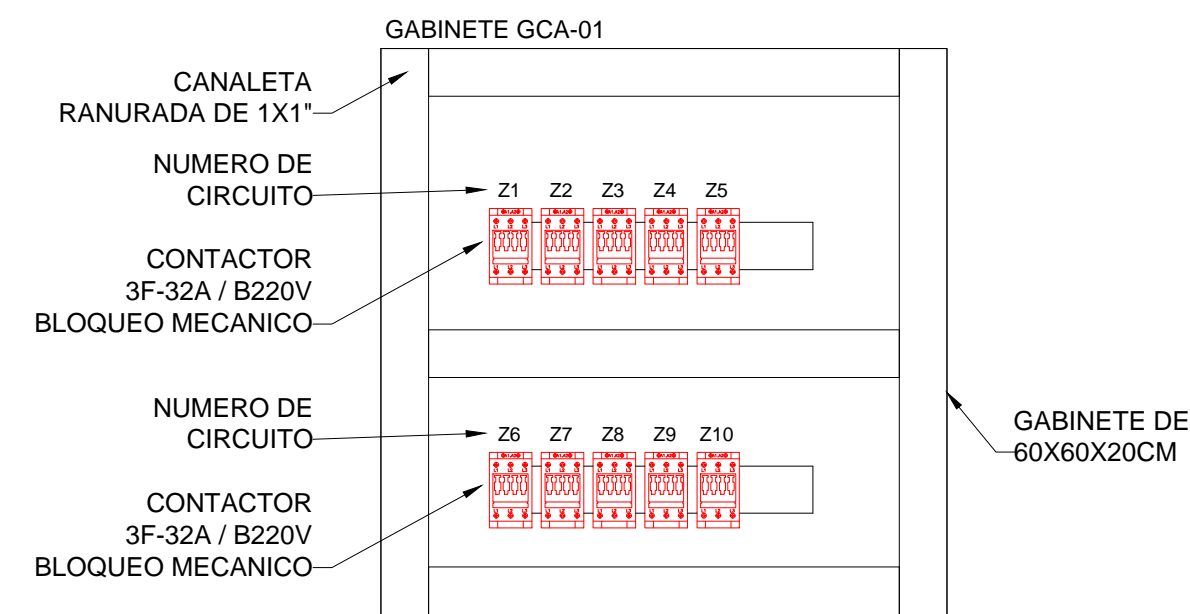 GABINETE GCA-01
CANALETA
RANURADA DE 1X1"
NUMERO DE
CIRCUITO
Z1 Z2 Z3 Z4 Z5
CONTACTOR
3F-32A / B220V
BLOQUEO MECANICO
NUMERO DE
CIRCUITO
Z6 Z7 Z8 Z9 Z10
CONTACTOR
3F-32A / B220V
BLOQUEO MECANICO
GABINETE DE
60X60X20CM